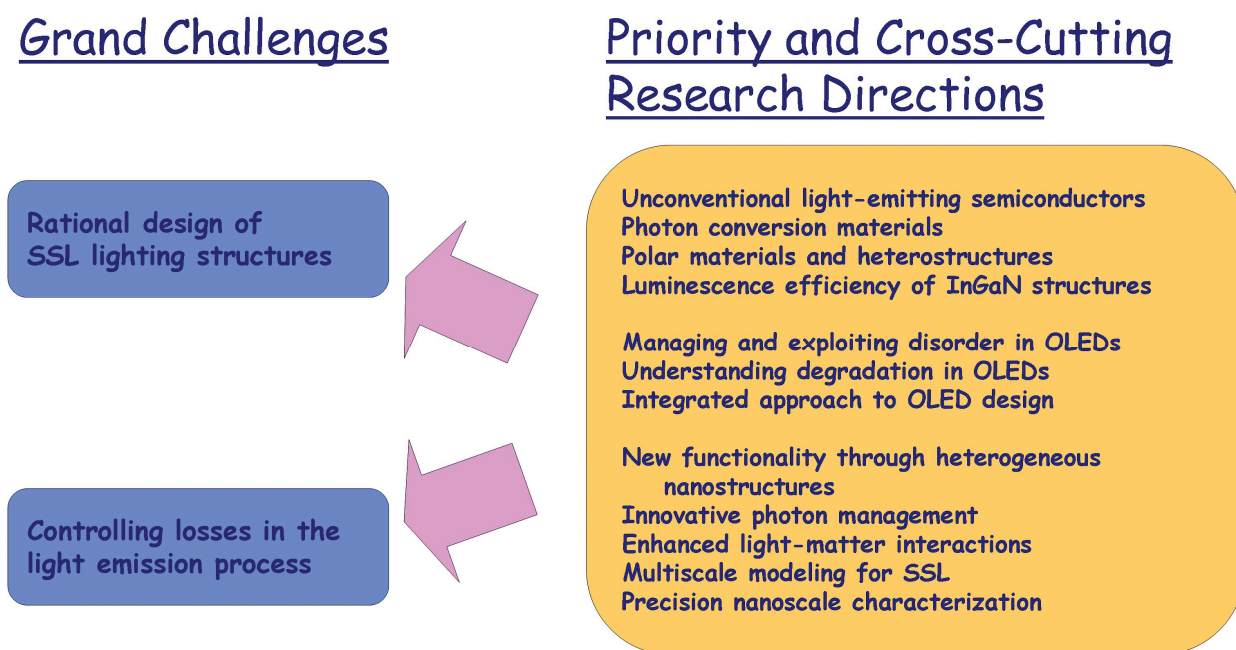 Grand Challenges
Priority and Cross-Cutting
Research Directions
Rational design of
SSL lighting structures
Controlling losses in the
light emission process
Unconventional light-emitting semiconductors
Photon conversion materials
Polar materials and heterostructures
Luminescence efficiency of InGaN structures
Managing and exploiting disorder in OLEDs
Understanding degradation in OLEDs
Integrated approach to OLED design
New functionality through heterogeneous
nanostructures
Innovative photon management
Enhanced light-matter interactions
Multiscale modeling for SSL
Precision nanoscale characterization